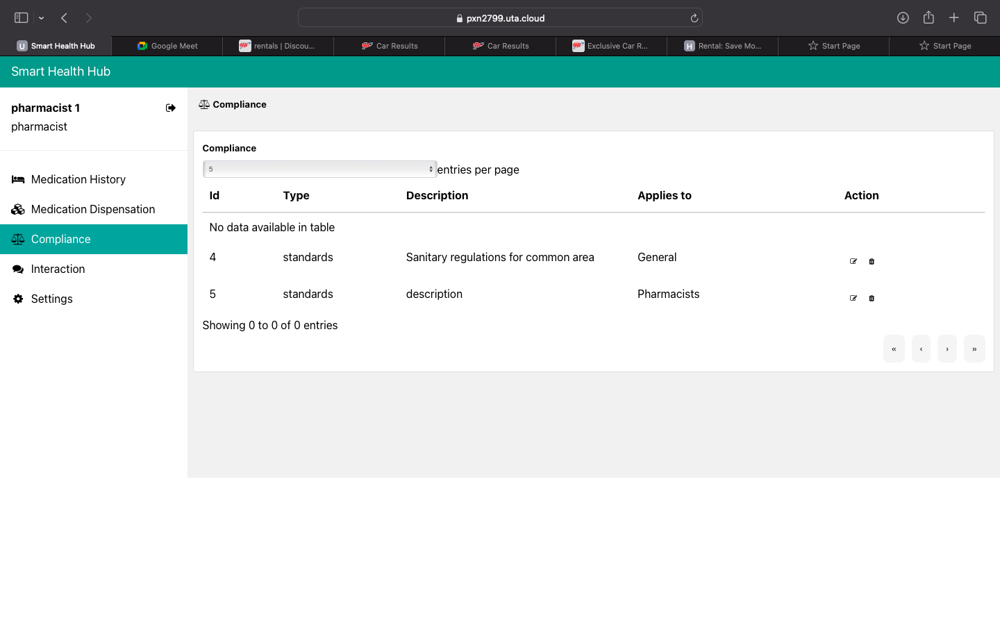 pxn2799.uta.cloud
U Smart Health Hub
Google Meet
rentals | Discou...
Car Results
Car Results
Exclusive Car R...
H Rental: Save Mo...
Start Page
Start Page
Smart Health Hub
pharmacist 1
pharmacist
Medication History
Medication Dispensation
Compliance
Interaction
Settings
Compliance
Compliance
5 entries per page
Id Type Description Applies to Action
No data available in table
4 standards Sanitary regulations for common area General
5 standards description Pharmacists
Showing 0 to 0 of 0 entries
« ‹ › »